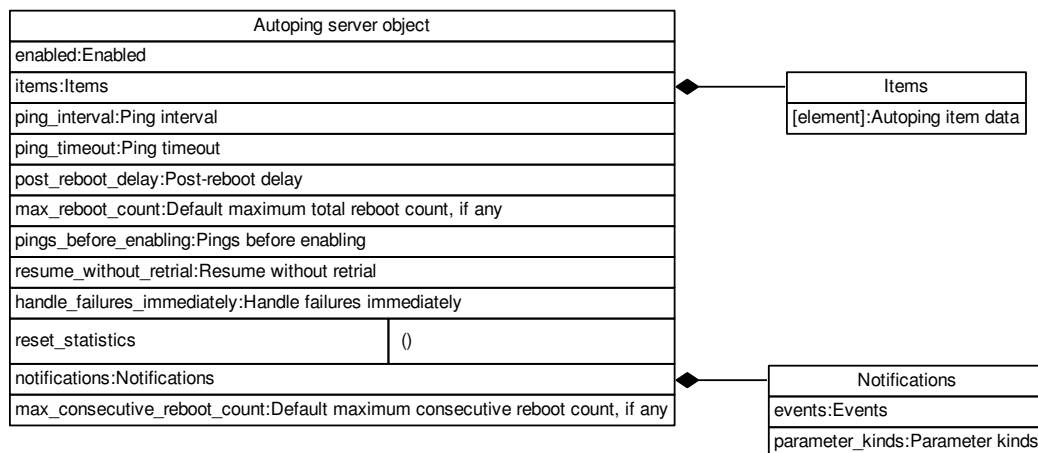 Autoping server object
enabled:Enabled
items:Items
ping_interval:Ping interval
ping_timeout:Ping timeout
post_reboot_delay:Post-reboot delay
max_reboot_count:Default maximum total reboot count, if any
pings_before_enabling:Pings before enabling
resume_without_retrial:Resume without retrial
handle_failures_immediately:Handle failures immediately
reset_statistics ()
notifications:Notifications
max_consecutive_reboot_count:Default maximum consecutive reboot count, if any
Items
[element]:Autoping item data
Notifications
events:Events
parameter_kinds:Parameter kinds